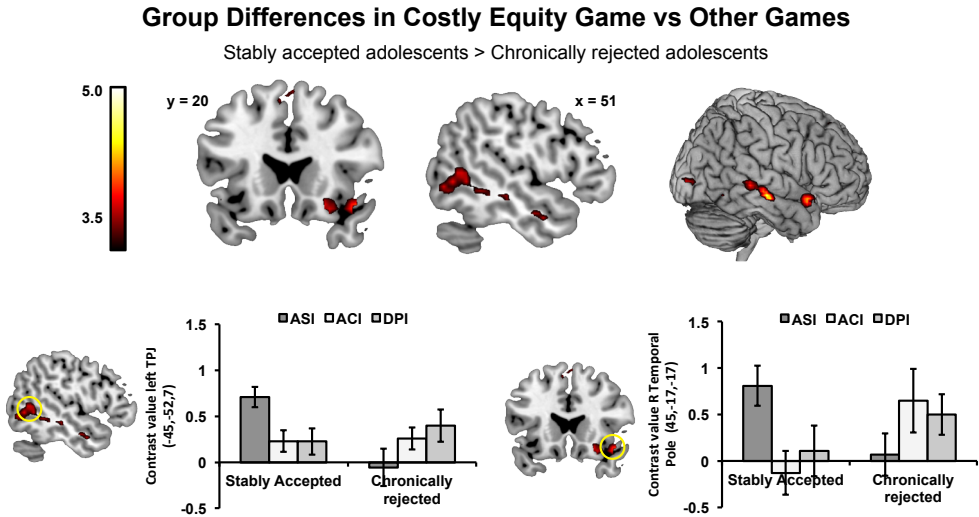 Group Differences in Costly Equity Game vs Other Games
Stably accepted adolescents > Chronically rejected adolescents
5.0
3.5
y = 20
x = 51
Contrast value left TPJ
(-45,-52,7)
ASI ACI DPI
1.5
1
0.5
0
-0.5
Stably Accepted
Chronically
rejected
Contrast value R Temporal
Pole (45,-17,-17)
ASI ACI DPI
1.5
1
0.5
0
-0.5
Stably Accepted
Chronically
rejected